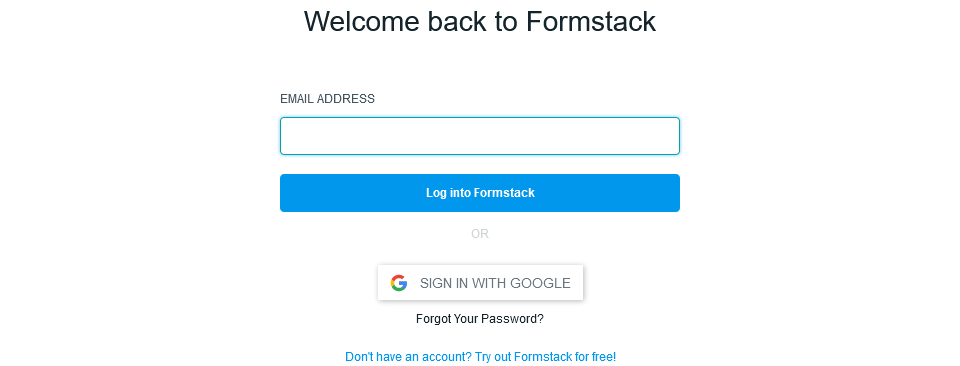 Welcome back to Formstack
EMAIL ADDRESS
Log into Formstack
OR
SIGN IN WITH GOOGLE
Forgot Your Password?
Don't have an account? Try out Formstack for free!